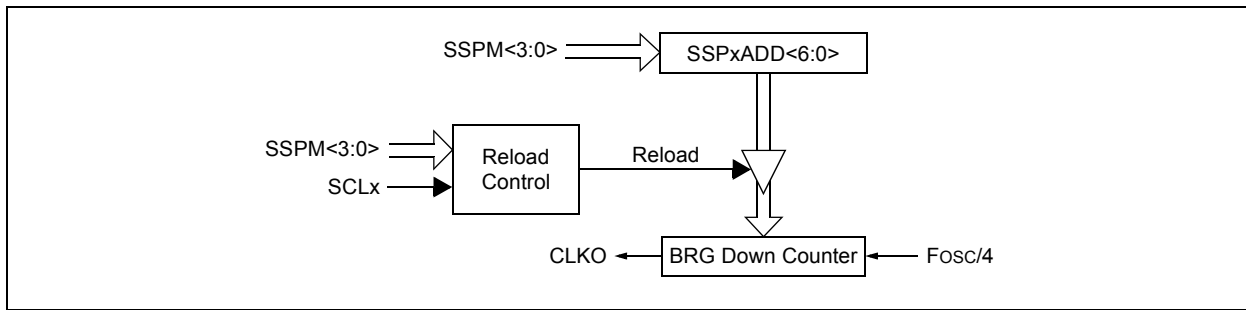 SSPM<3:0>
SSPxADD<6:0>
SSPM<3:0>
SCLx
Reload
Control
Reload
CLKO
BRG Down Counter
FOSC/4